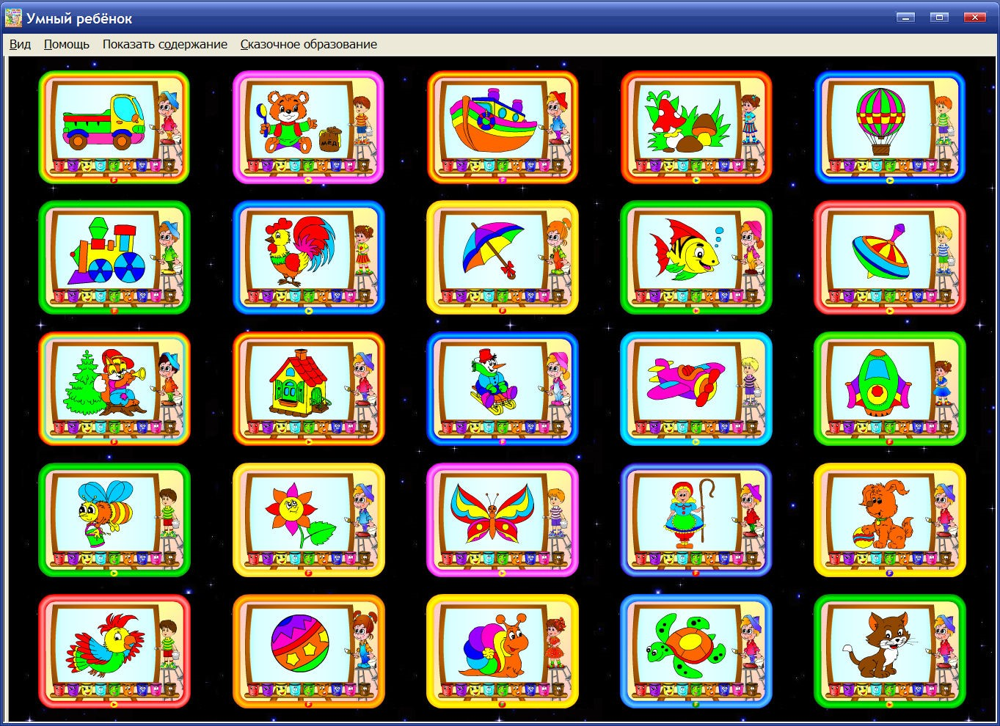 Умный ребёнок
Вид Помощь Показать содержание Сказочное образование
МЁД